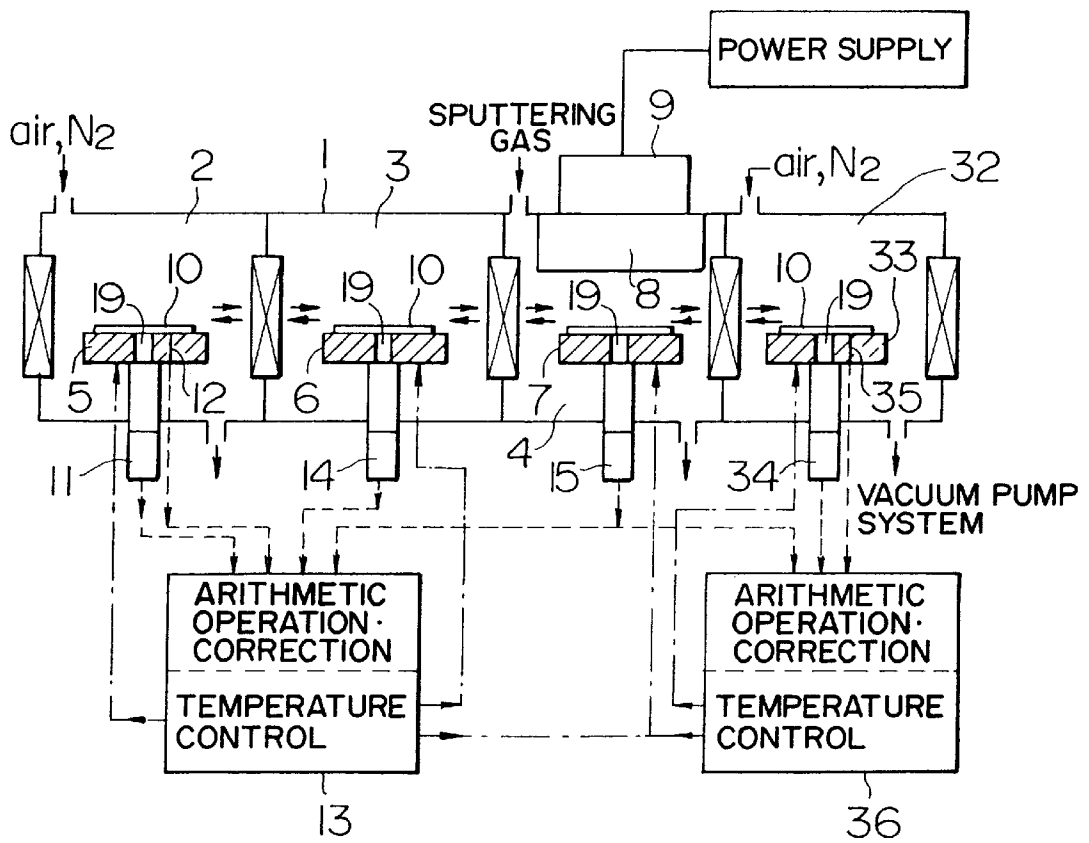 POWER SUPPLY
SPUTTERING
GAS
9
air,N2
2
1
3
air,N2
32
10
19
10
19
8
19
10
19
33
5
12
6
7
4
35
11
14
15
34
VACUUM PUMP
SYSTEM
ARITHMETIC
OPERATION·
CORRECTION
TEMPERATURE
CONTROL
ARITHMETIC
OPERATION·
CORRECTION
TEMPERATURE
CONTROL
13
36